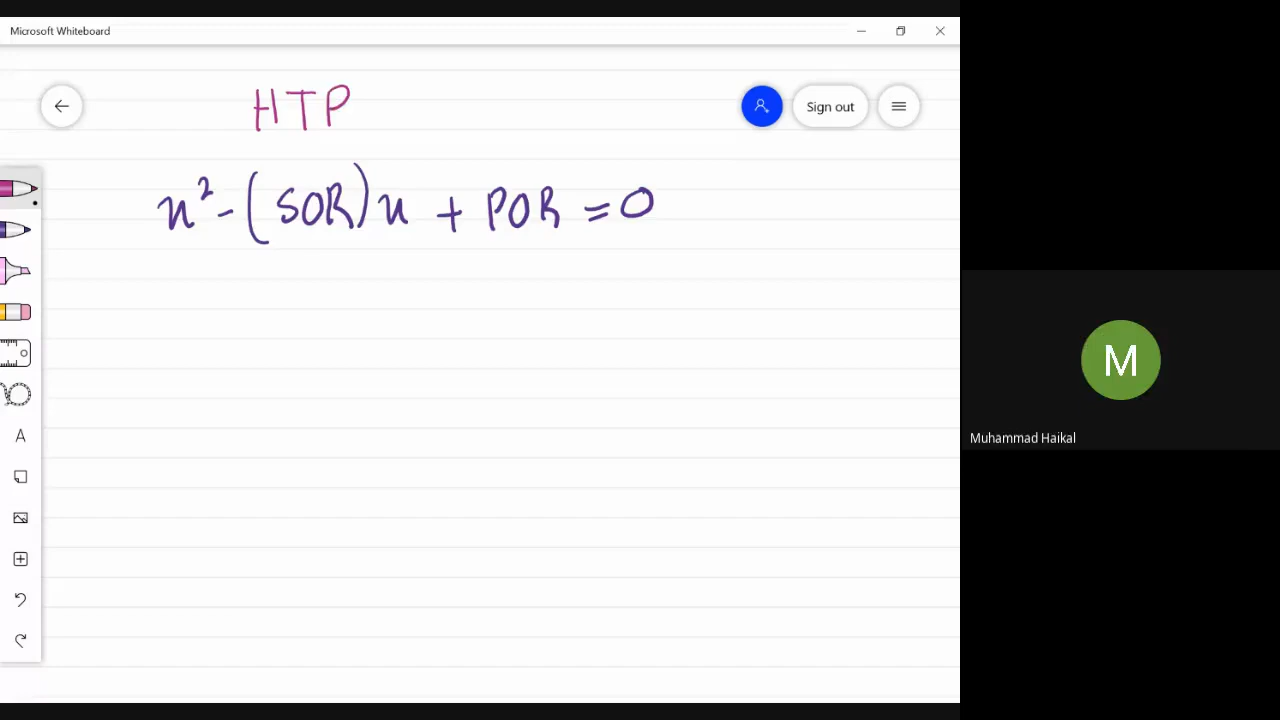 Microsoft Whiteboard
HTP
Sign out
x² - (SOR)x + POR = 0
A
M
Muhammad Haikal